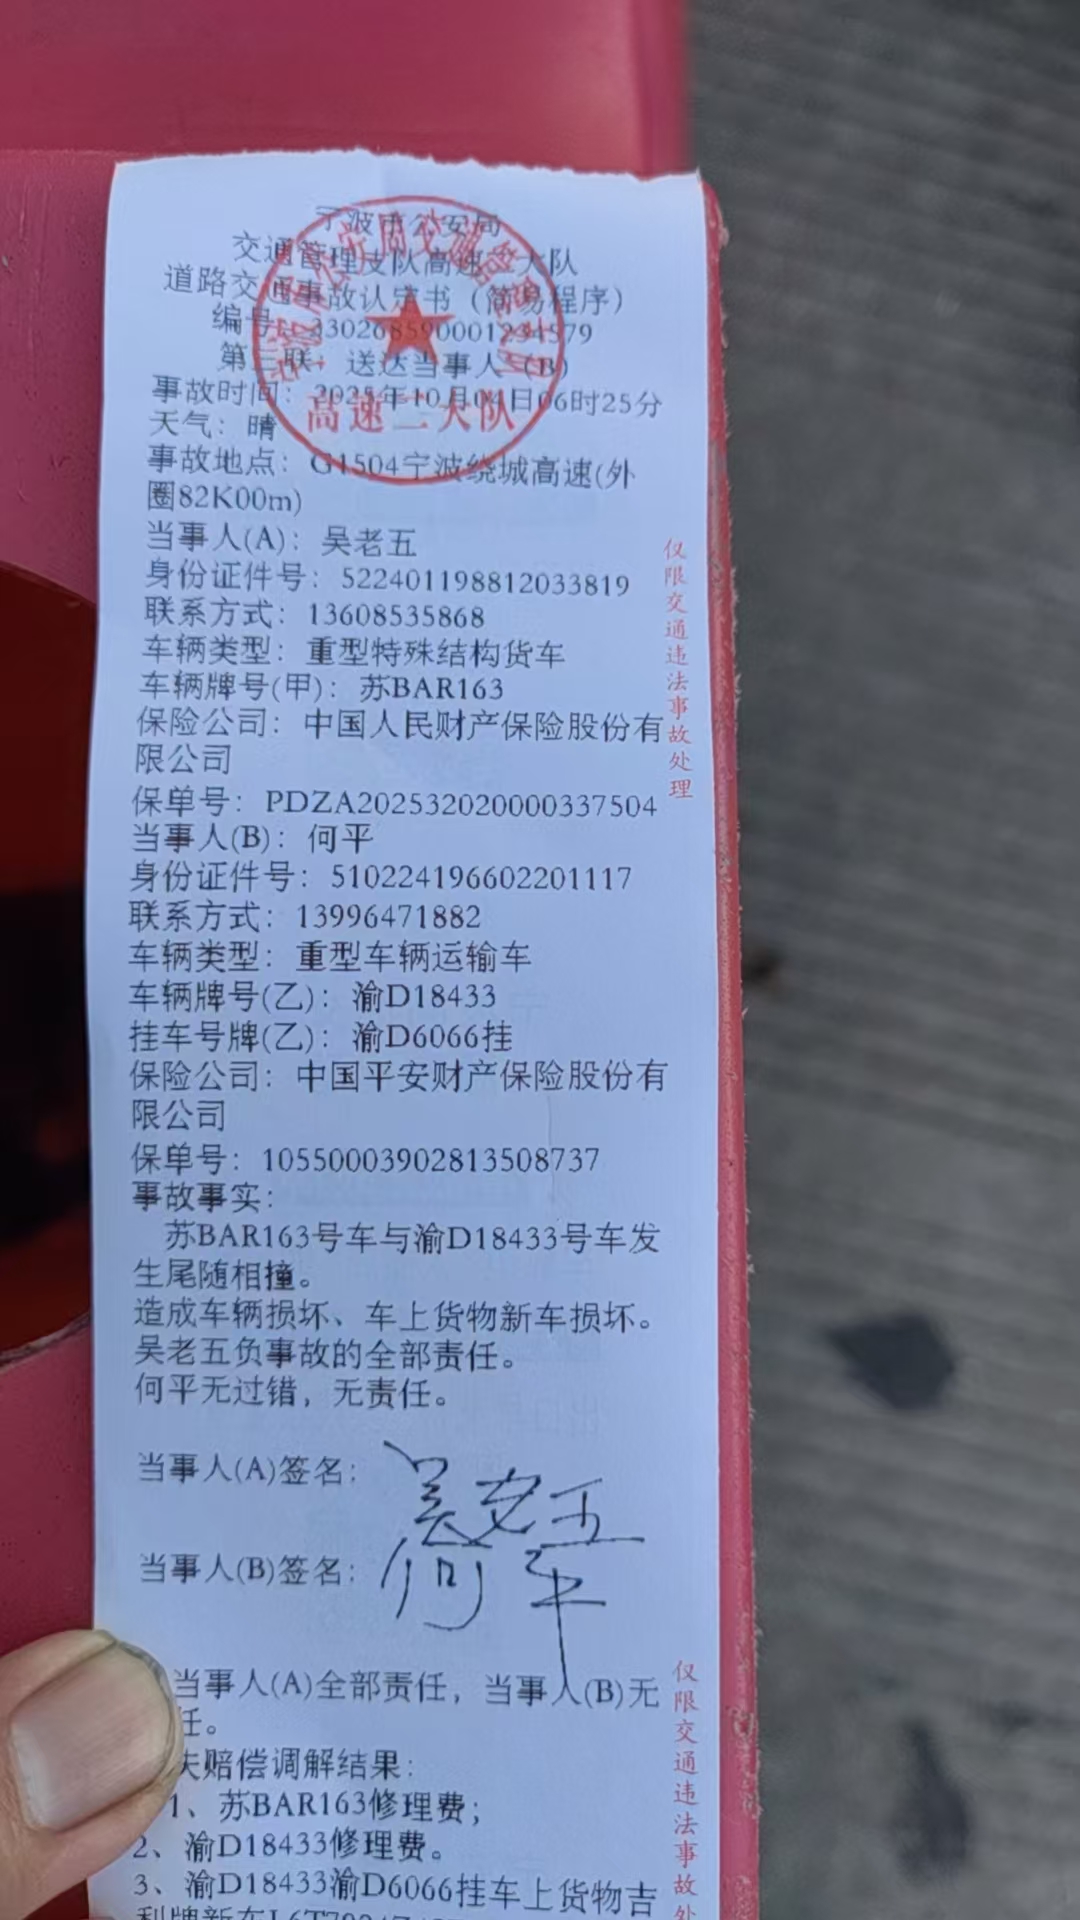 宁波市公安局
交通管理支队高速二大队
道路交通事故认定书（简易程序）
编号：3302685900001234579
第三联：送达当事人（B）
事故时间：2025年10月04日06时25分
高速二大队
天气：晴
事故地点：G1504宁波绕城高速(外
圈82K00m)
当事人(A)：吴老五
身份证件号：522401198812033819
联系方式：13608535868
车辆类型：重型特殊结构货车
车辆牌号(甲)：苏BAR163
保险公司：中国人民财产保险股份有
限公司
保单号：PDZA202532020000337504
当事人(B)：何平
身份证件号：510224196602201117
联系方式：13996471882
车辆类型：重型车辆运输车
车辆牌号(乙)：渝D18433
挂车号牌(乙)：渝D6066挂
保险公司：中国平安财产保险股份有
限公司
保单号：10550003902813508737
事故事实：
苏BAR163号车与渝D18433号车发
生尾随相撞。
造成车辆损坏、车上货物新车损坏。
吴老五负事故的全部责任。
何平无过错，无责任。
当事人(A)签名：吴老五
当事人(B)签名：何平
当事人(A)全部责任，当事人(B)无
任。
失赔偿调解结果：
1、苏BAR163修理费；
2、渝D18433修理费。
3、渝D18433渝D6066挂车上货物吉
利牌新车
仅限交通违法事故处理
仅限交通违法事故处